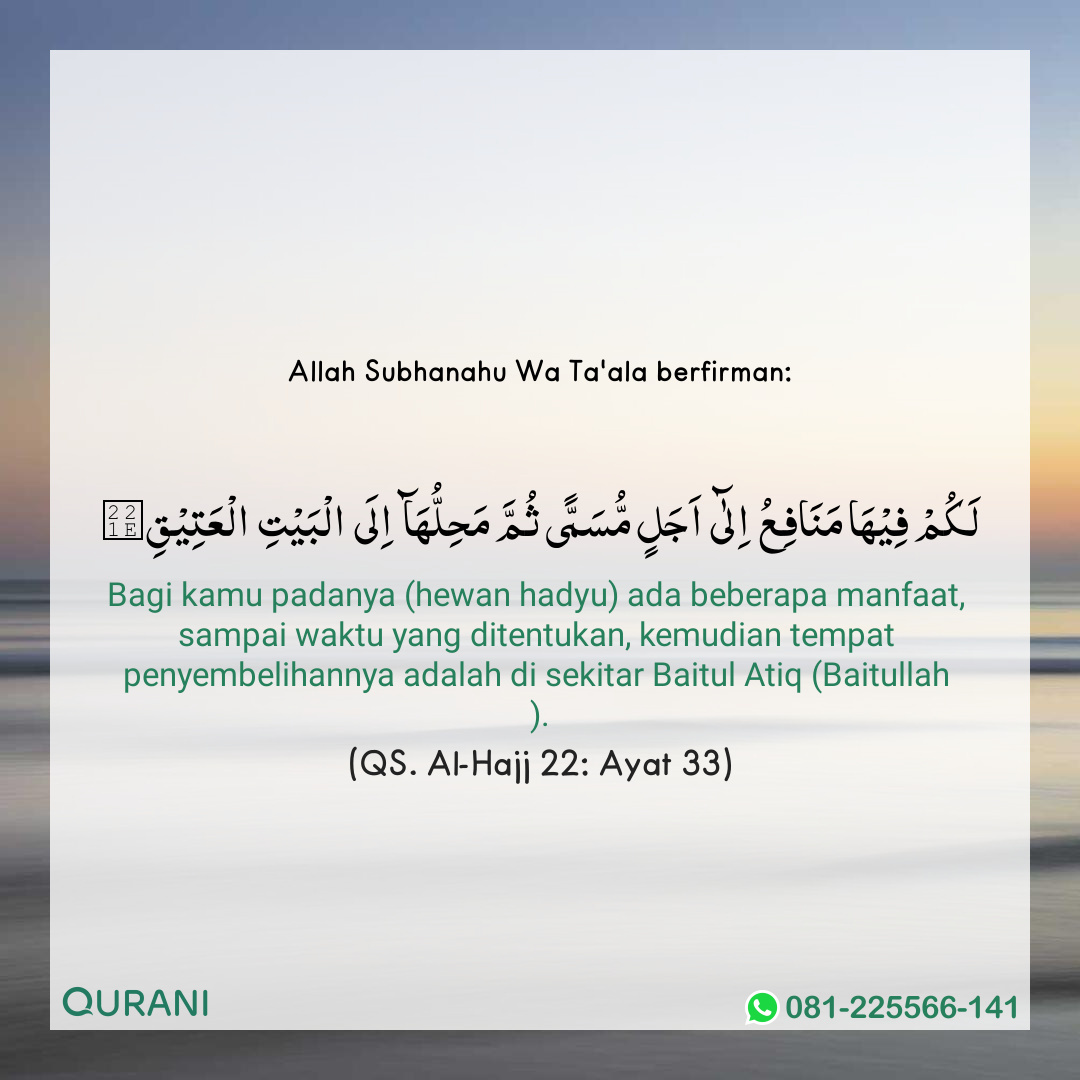 Allah Subhanahu Wa Ta'ala berfirman:
لَـكُمْ فِيْهَا مَنَا فِعُ اِلٰۤى اَجَلٍ مُّسَمًّى ثُمَّ مَحِلُّهَاۤ اِلَى الْبَيْتِ الْعَتِيْقِ∞
Bagi kamu padanya (hewan hadyu) ada beberapa manfaat,
sampai waktu yang ditentukan, kemudian tempat
penyembelihannya adalah di sekitar Baitul Atiq (Baitullah
).
(QS. Al-Hajj 22: Ayat 33)
QURANI
081-225566-141